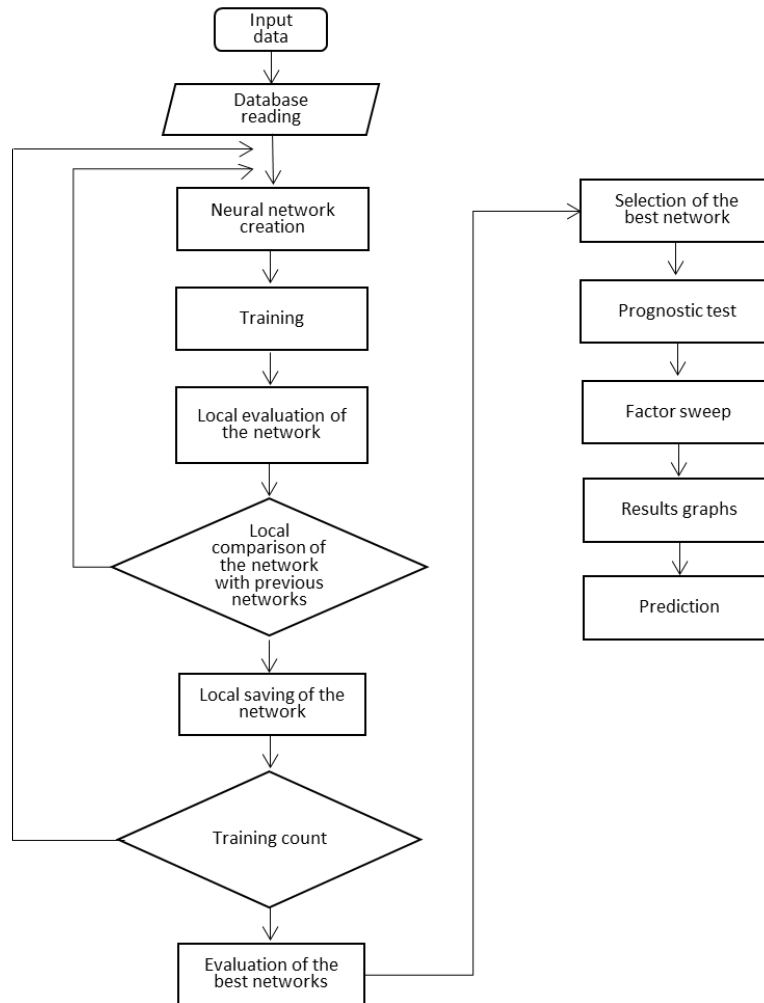 Input
data
Database
reading
Neural network
creation
Training
Local evaluation of
the network
Local
comparison of
the network
with previous
networks
Local saving of the
network
Training count
Evaluation of the
best networks
Selection of the
best network
Prognostic test
Factor sweep
Results graphs
Prediction